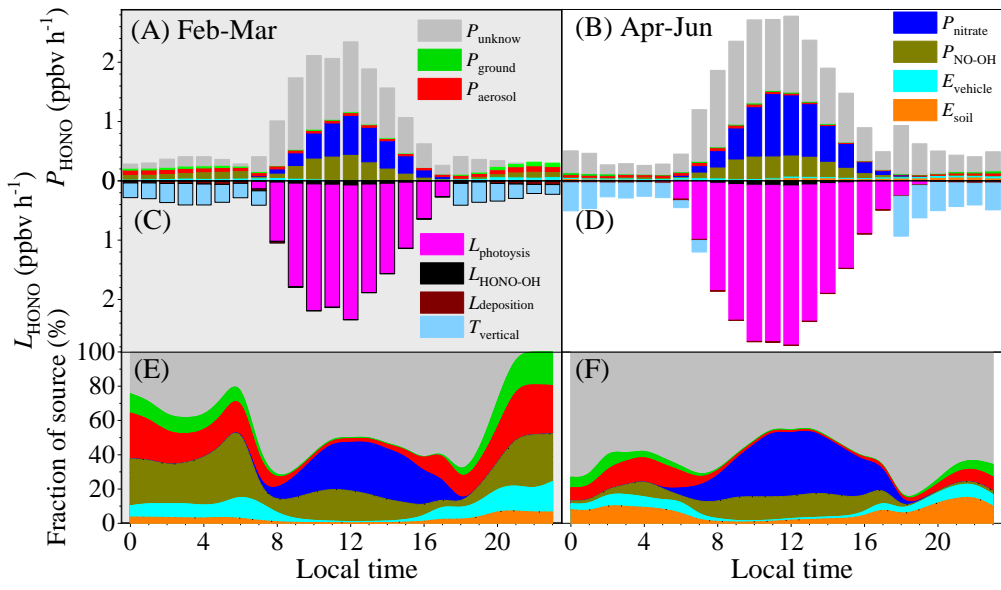 (A) Feb-Mar
P_unknow
P_ground
P_aerosol
(B) Apr-Jun
P_nitrate
P_NO-OH
E_vehicle
E_soil
P_HONO (ppbv h^-1)
2
1
0
L_HONO (ppbv h^-1)
1
2
(C)
L_photoysis
L_HONO-OH
L_deposition
T_vertical
(D)
Fraction of source (%)
100
80
60
40
20
0
(E)
(F)
0 4 8 12 16 20
0 4 8 12 16 20
Local time
Local time